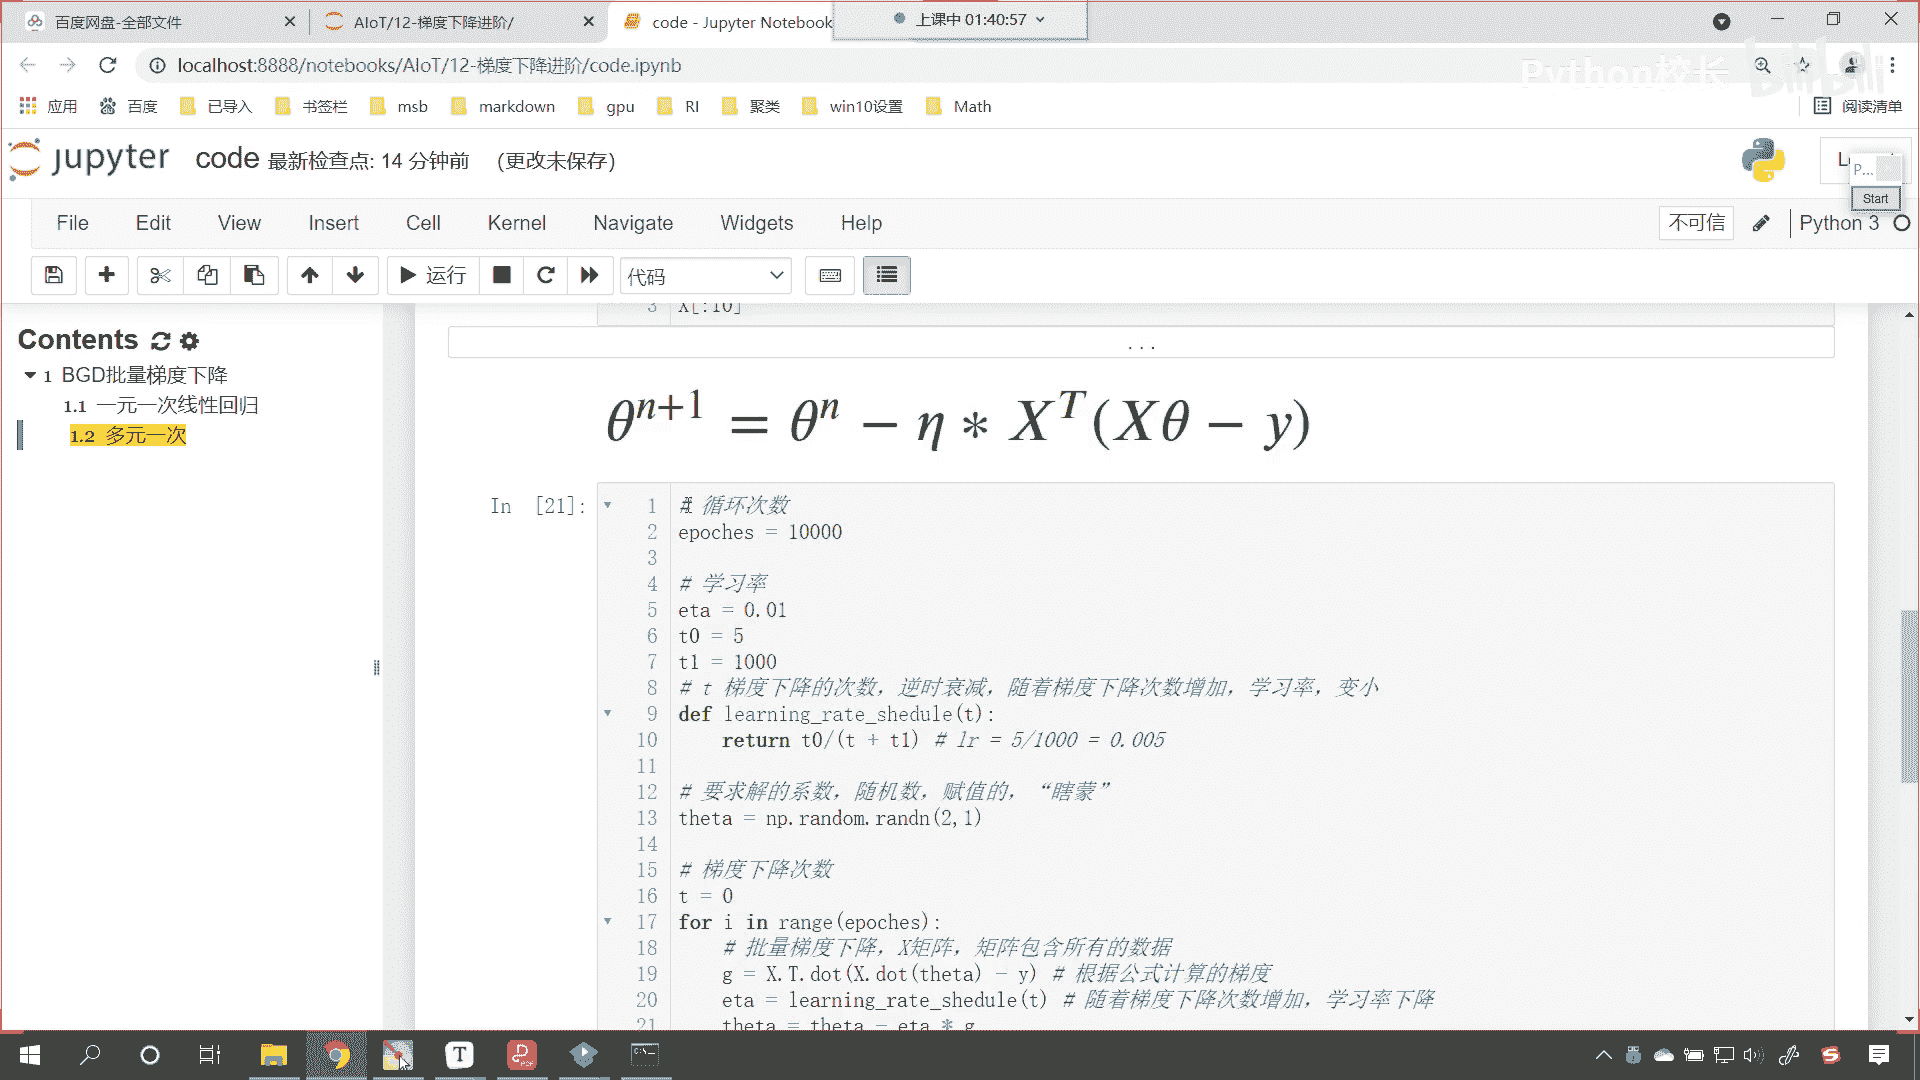 百度网盘-全部文件
AIoT/12-梯度下降进阶/
code - Jupyter Notebook
上课中 01:40:57
localhost:8888/notebooks/AIoT/12-梯度下降进阶/code.ipynb
Python校长 bilibili
应用 百度 已导入 书签栏 msb markdown gpu RI 聚类 win10设置 Math 阅读清单
jupyter code 最新检查点: 14 分钟前 (更改未保存)
P...
Start
File Edit View Insert Cell Kernel Navigate Widgets Help 不可信 Python 3
运行 代码
Contents
1 BGD批量梯度下降
1.1 一元一次线性回归
1.2 多元一次
3 X[:10]
...
θ^{n+1} = θ^n − η * X^T(Xθ − y)
In [21]:
1 # 循环次数
2 epoches = 10000
3
4 # 学习率
5 eta = 0.01
6 t0 = 5
7 t1 = 1000
8 # t 梯度下降的次数，逆时衰减，随着梯度下降次数增加，学习率，变小
9 def learning_rate_shedule(t):
10 return t0/(t + t1) # lr = 5/1000 = 0.005
11
12 # 要求解的系数，随机数，赋值的，“瞎蒙”
13 theta = np.random.randn(2,1)
14
15 # 梯度下降次数
16 t = 0
17 for i in range(epoches):
18 # 批量梯度下降，X矩阵，矩阵包含所有的数据
19 g = X.T.dot(X.dot(theta) - y) # 根据公式计算的梯度
20 eta = learning_rate_shedule(t) # 随着梯度下降次数增加，学习率下降
21 theta = theta - eta * g